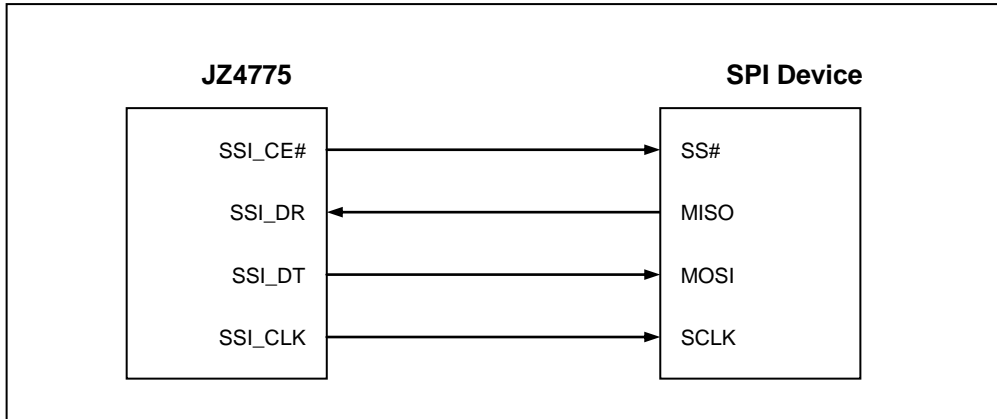 JZ4775 SPI Device
SSI_CE# SS#
SSI_DR MISO
SSI_DT MOSI
SSI_CLK SCLK